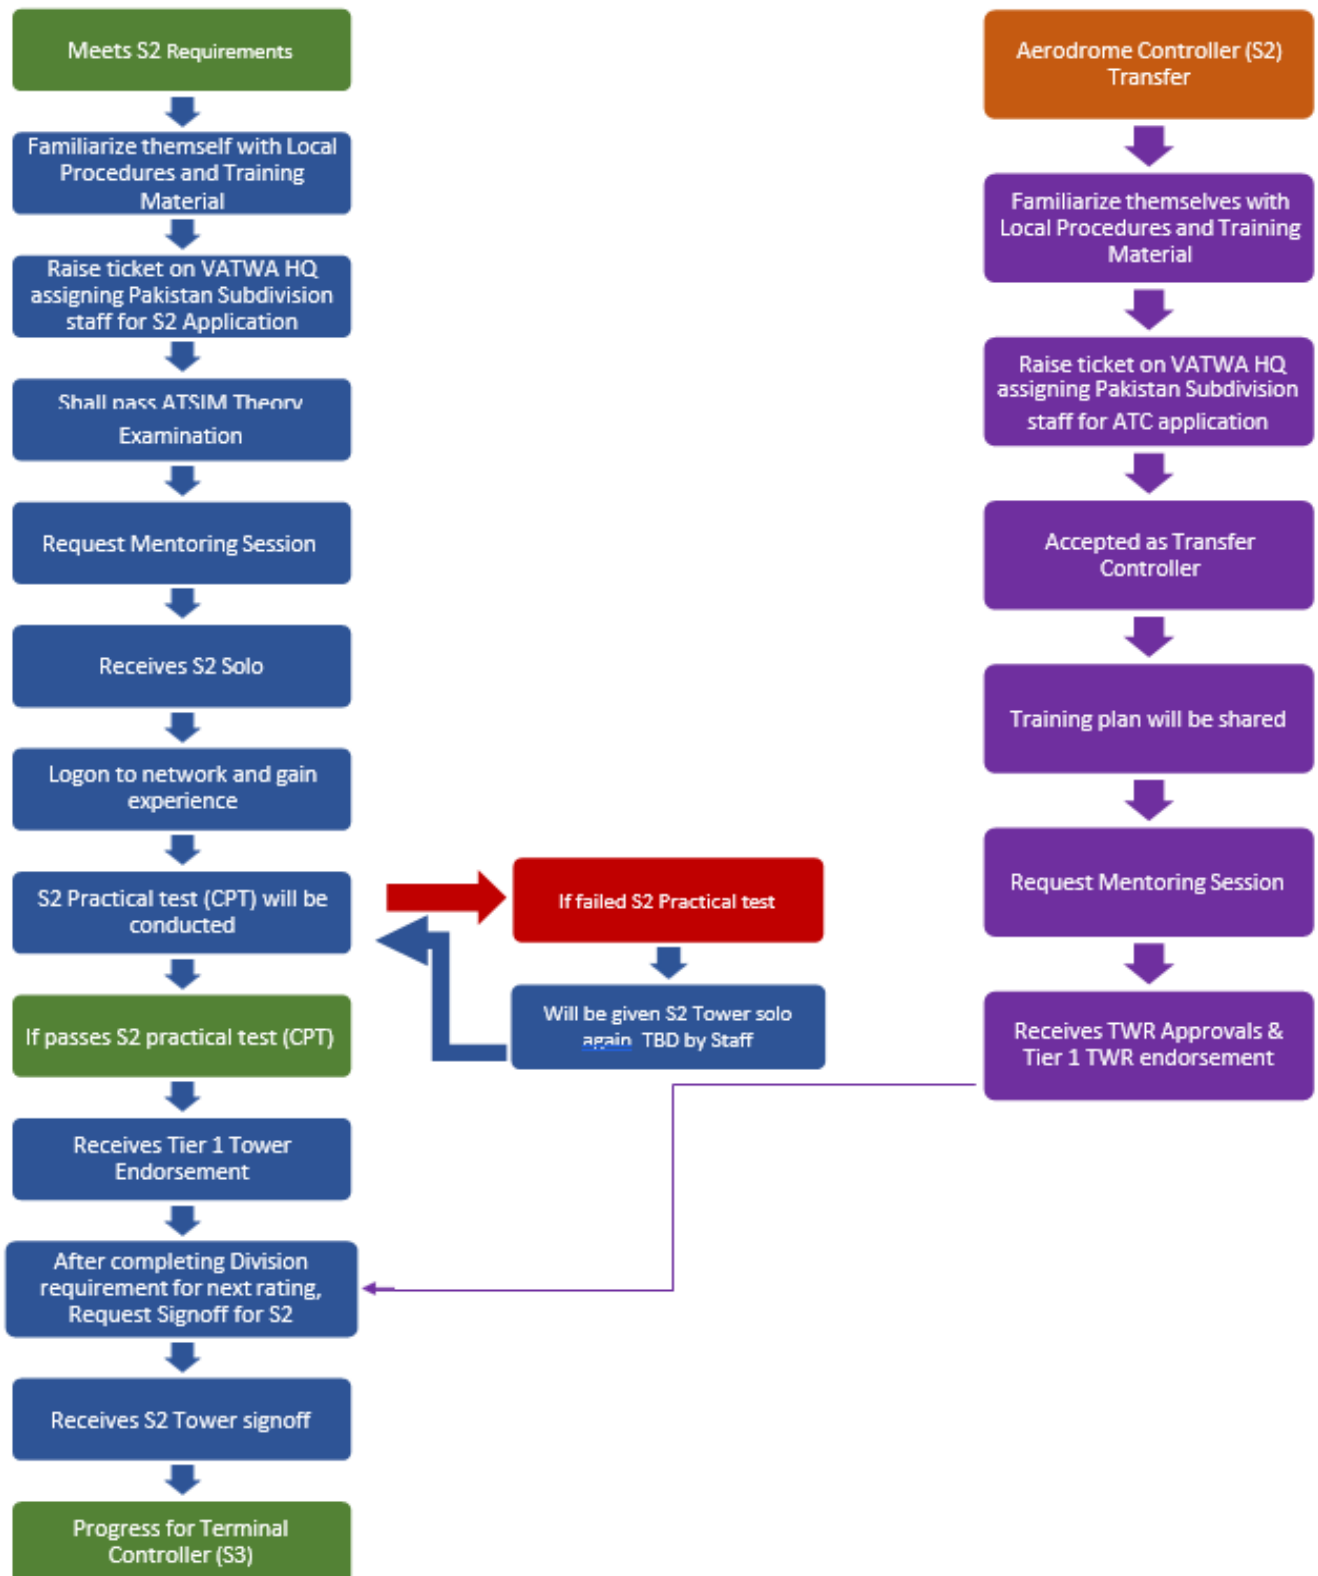 Meets S2 Requirements
Familiarize themself with Local
Procedures and Training
Material
Raise ticket on VATWA HQ
assigning Pakistan Subdivision
staff for S2 Application
Shall pass ATSIM Theory
Examination
Request Mentoring Session
Receives S2 Solo
Logon to network and gain
experience
S2 Practical test (CPT) will be
conducted
If failed S2 Practical test
Will be given S2 Tower solo
again TBD by Staff
If passes S2 practical test (CPT)
Receives Tier 1 Tower
Endorsement
After completing Division
requirement for next rating,
Request Signoff for S2
Receives S2 Tower signoff
Progress for Terminal
Controller (S3)
Aerodrome Controller (S2)
Transfer
Familiarize themselves with
Local Procedures and Training
Material
Raise ticket on VATWA HQ
assigning Pakistan Subdivision
staff for ATC application
Accepted as Transfer
Controller
Training plan will be shared
Request Mentoring Session
Receives TWR Approvals &
Tier 1 TWR endorsement